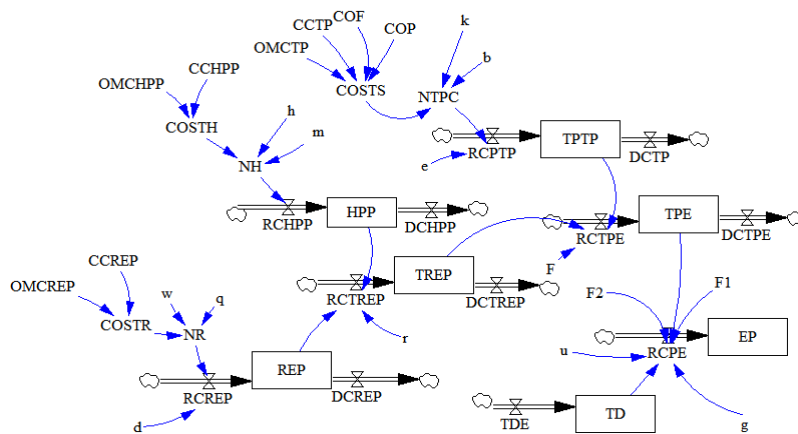 COF
CCTP
COP
k
OMCTP
CCHPP
b
OMCHPP
COSTS
NTPC
COSTH
h
TPTP
m
RCPTP
DCTP
NH
e
HPP
TPE
RCHPP
DCHPP
RCTPE
DCTPE
CCREP
TREP
F
OMCREP
F2
F1
w
q
RCTREP
DCTREP
COSTR
NR
r
EP
u
RCPE
REP
RCREP
DCREP
TD
d
TDE
g